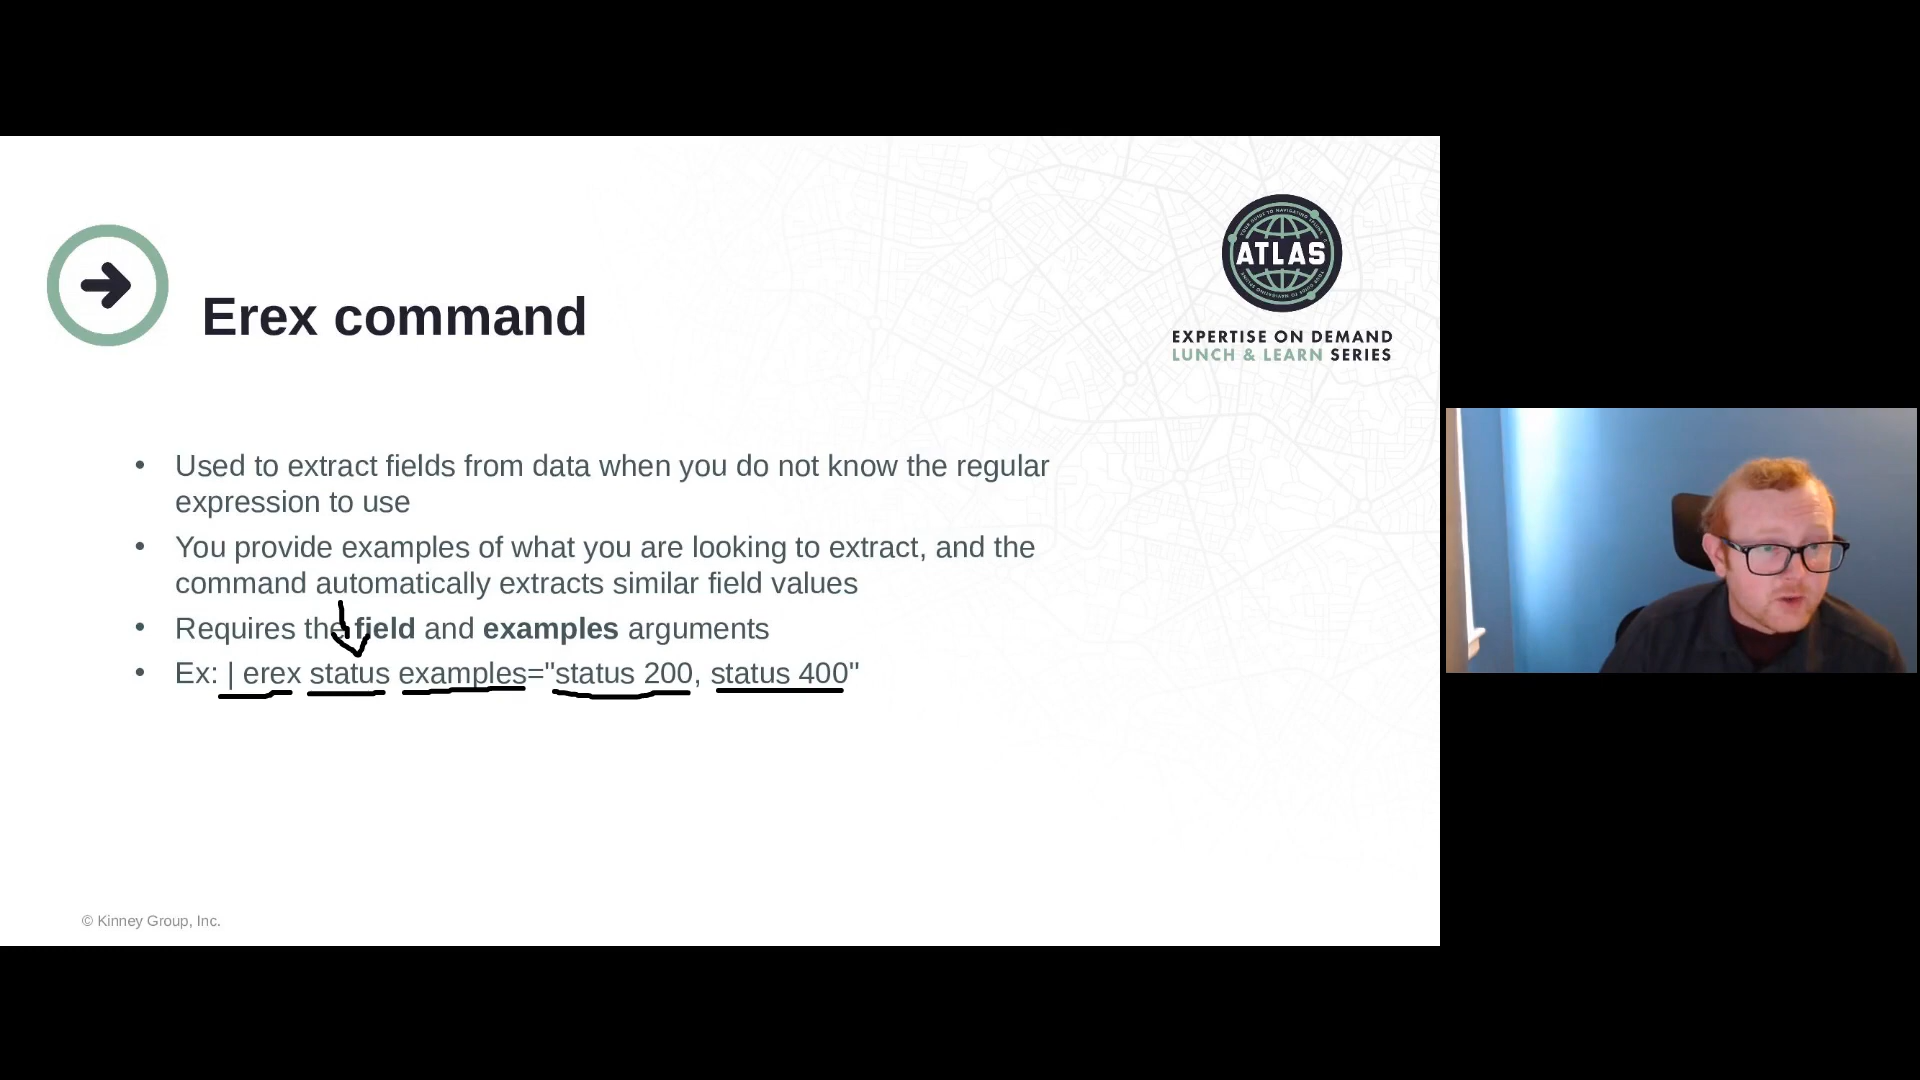 ATLAS
EXPERTISE ON DEMAND
LUNCH & LEARN SERIES
Erex command
• Used to extract fields from data when you do not know the regular
expression to use
• You provide examples of what you are looking to extract, and the
command automatically extracts similar field values
• Requires the field and examples arguments
• Ex: | erex status examples="status 200, status 400"
© Kinney Group, Inc.